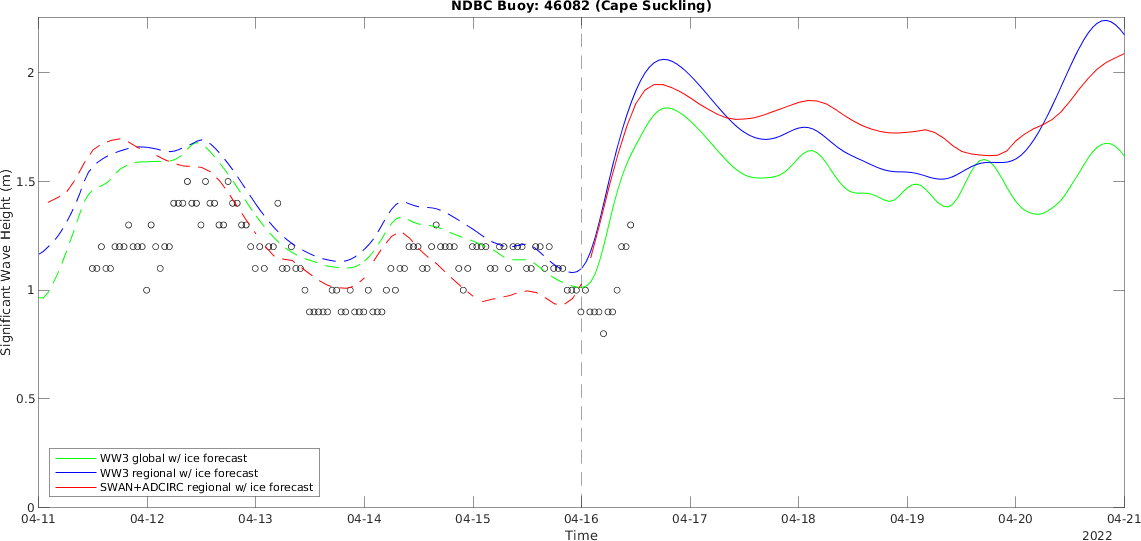 NDBC Buoy: 46082 (Cape Suckling)
2
1.5
1
0.5
0
Significant Wave Height (m)
WW3 global w/ ice forecast
WW3 regional w/ ice forecast
SWAN+ADCIRC regional w/ ice forecast
04-11 04-12 04-13 04-14 04-15 04-16 04-17 04-18 04-19 04-20 04-21
Time
2022